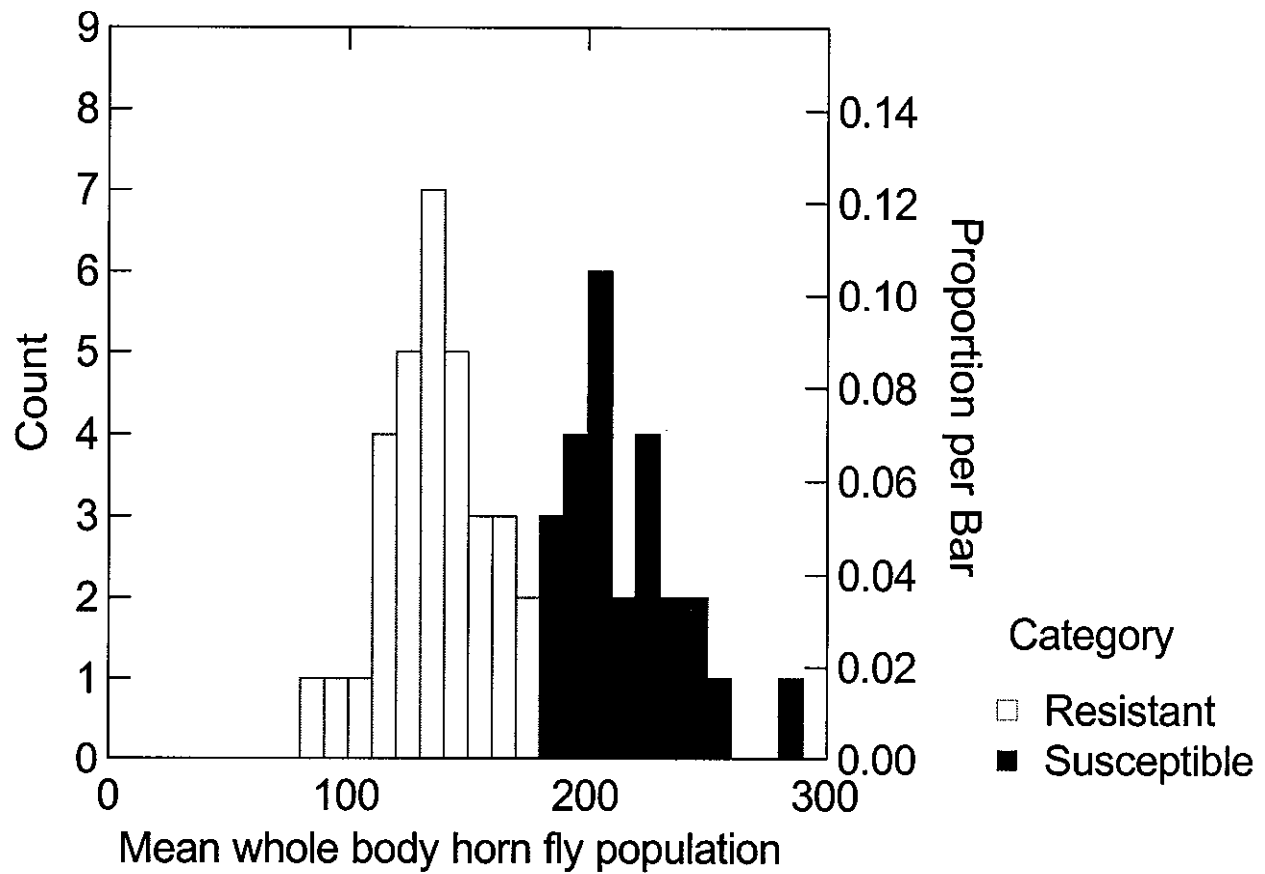 9
8
7
6
5
4
3
2
1
0
Count
0.14
0.12
0.10
0.08
0.06
0.04
0.02
0.00
Proportion per Bar
0 100 200 300
Mean whole body horn fly population
Category
Resistant
Susceptible